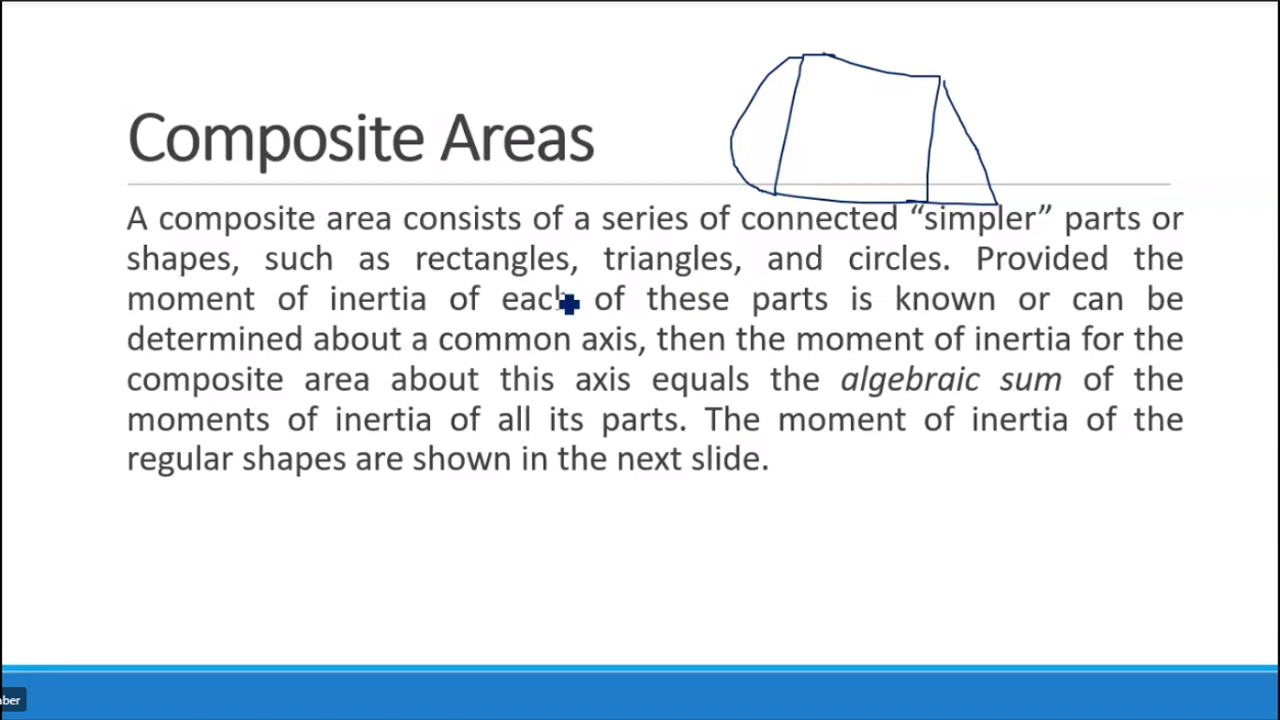 Composite Areas
A composite area consists of a series of connected “simpler” parts or
shapes, such as rectangles, triangles, and circles. Provided the
moment of inertia of each of these parts is known or can be
determined about a common axis, then the moment of inertia for the
composite area about this axis equals the algebraic sum of the
moments of inertia of all its parts. The moment of inertia of the
regular shapes are shown in the next slide.